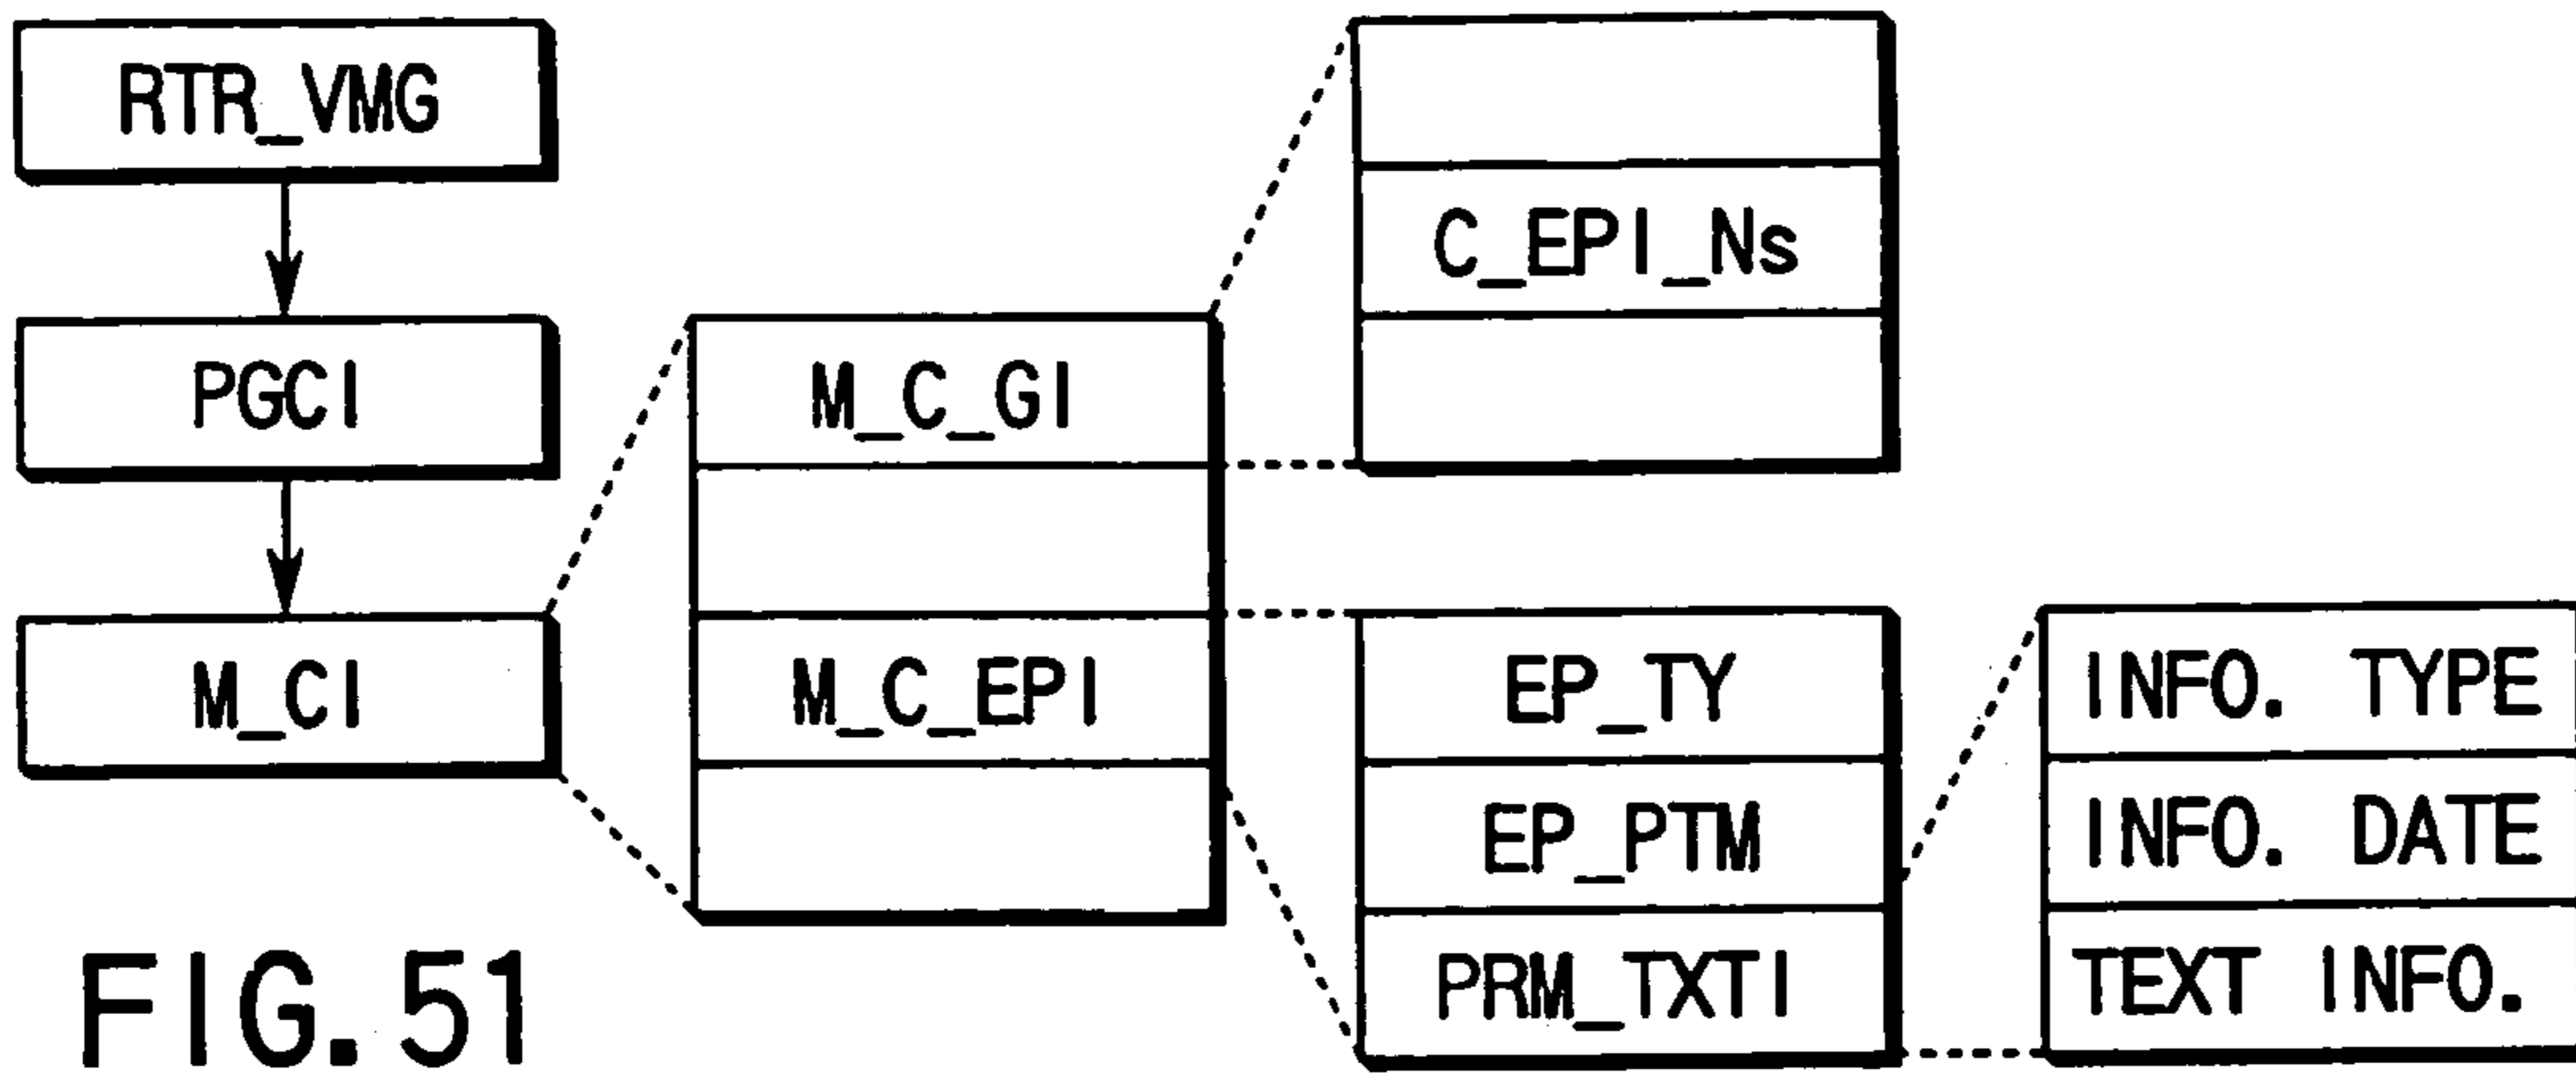 RTR_VMG
PGCI
M_CI
M_C_GI
M_C_EPI
C_EPI_Ns
EP_TY
EP_PTM
PRM_TXTI
INFO. TYPE
INFO. DATE
TEXT INFO.
FIG. 51